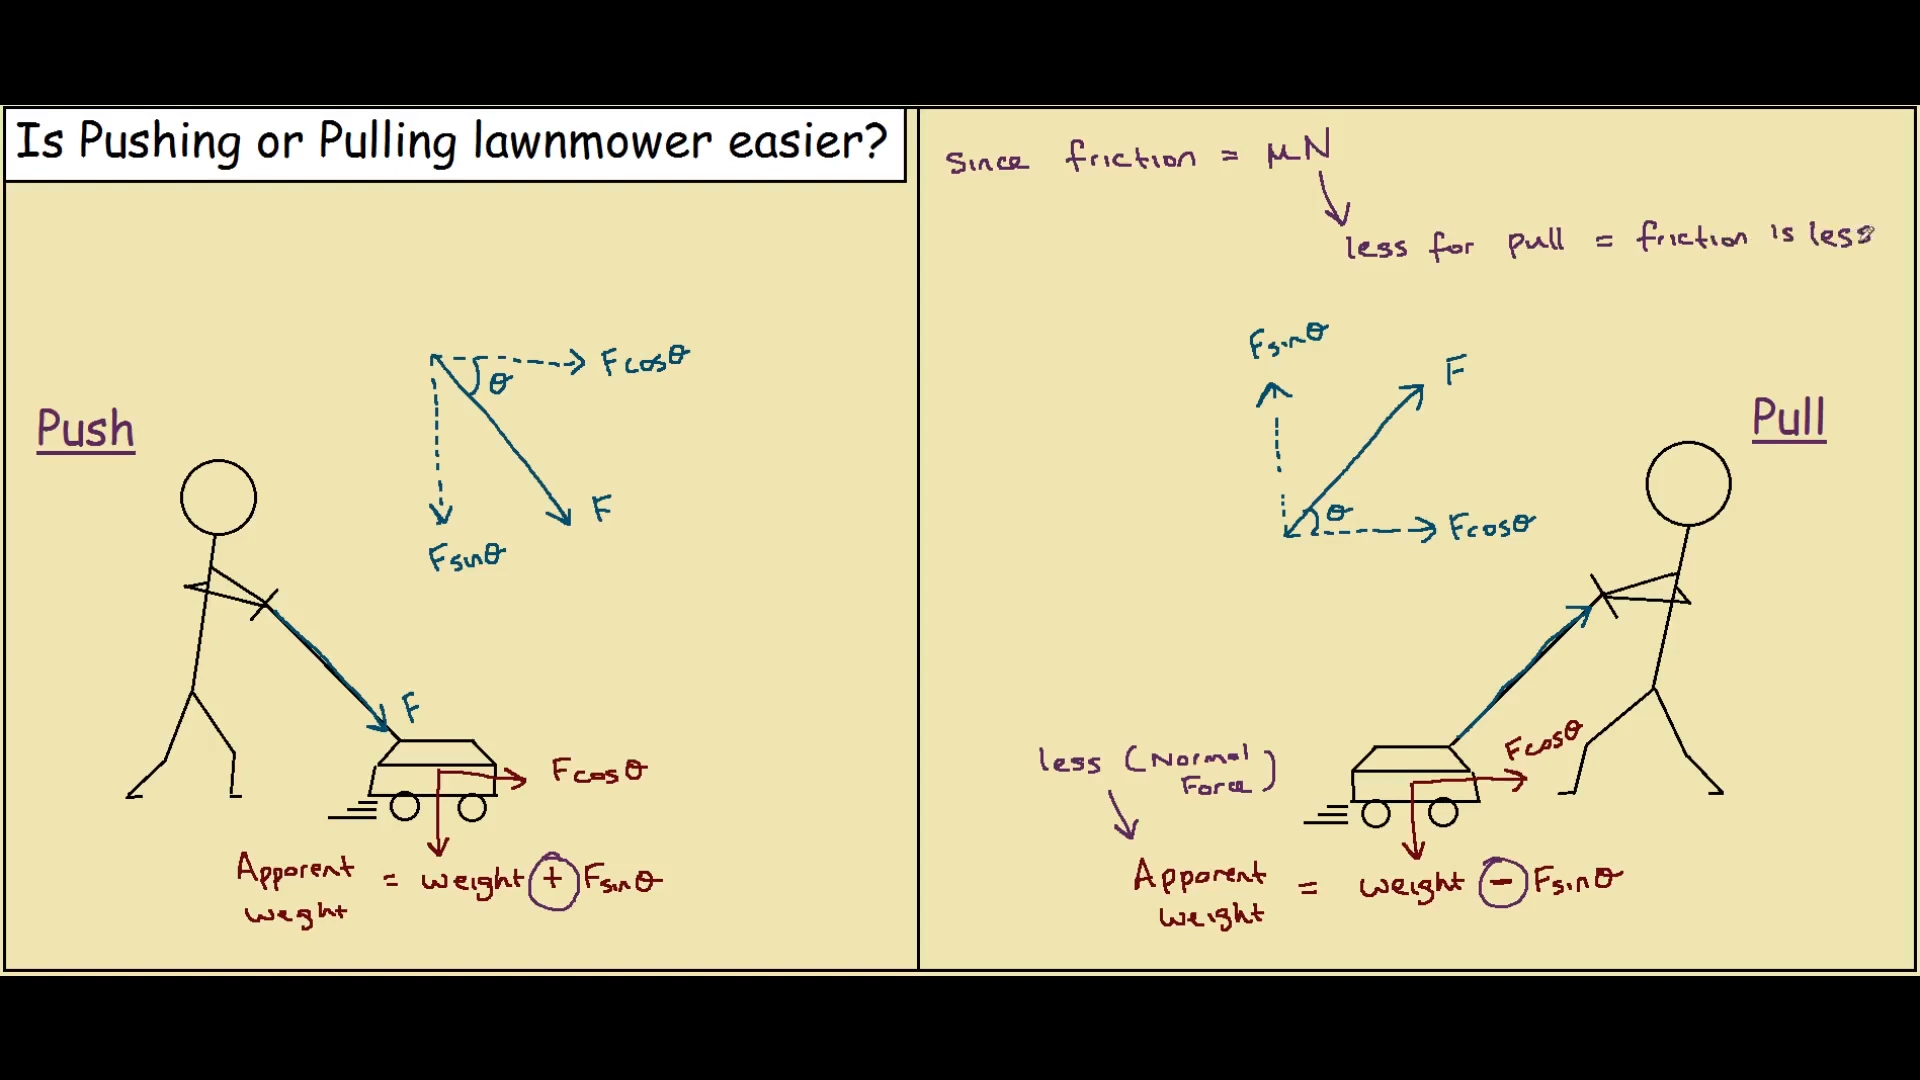 Is Pushing or Pulling lawnmower easier?
Push
Fcosθ
θ
F
Fsinθ
F
Fcosθ
Apparent weght = weight + Fsinθ
since friction = μN
less for pull = friction is less
Fsinθ
F
Pull
θ
Fcosθ
Fcosθ
less (Normal Force)
Apparent weight = weight - Fsinθ